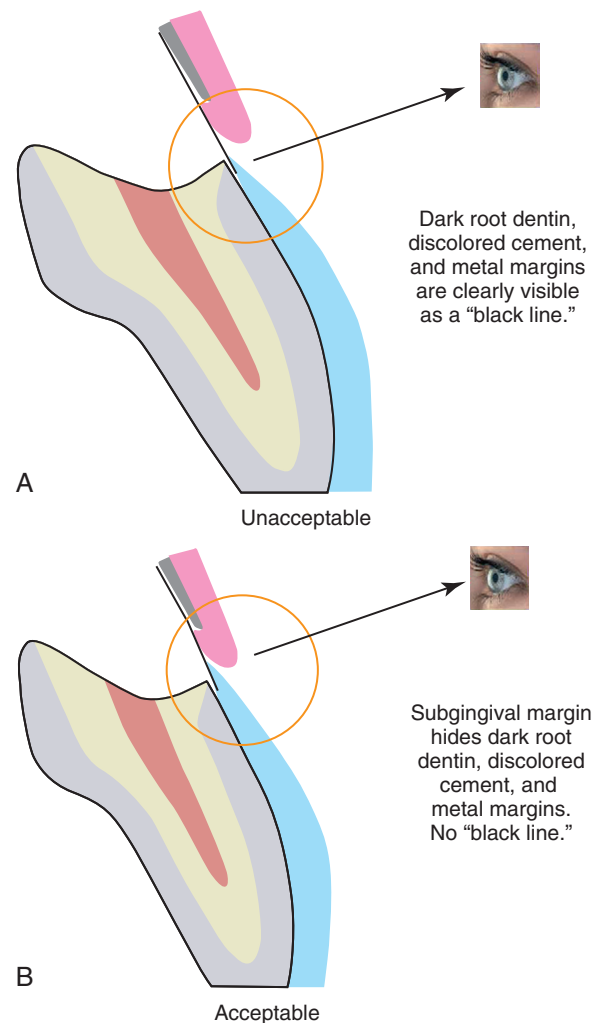 Dark root dentin,
discolored cement,
and metal margins
are clearly visible
as a “black line.”
A
Unacceptable
Subgingival margin
hides dark root
dentin, discolored
cement, and
metal margins.
No “black line.”
B
Acceptable